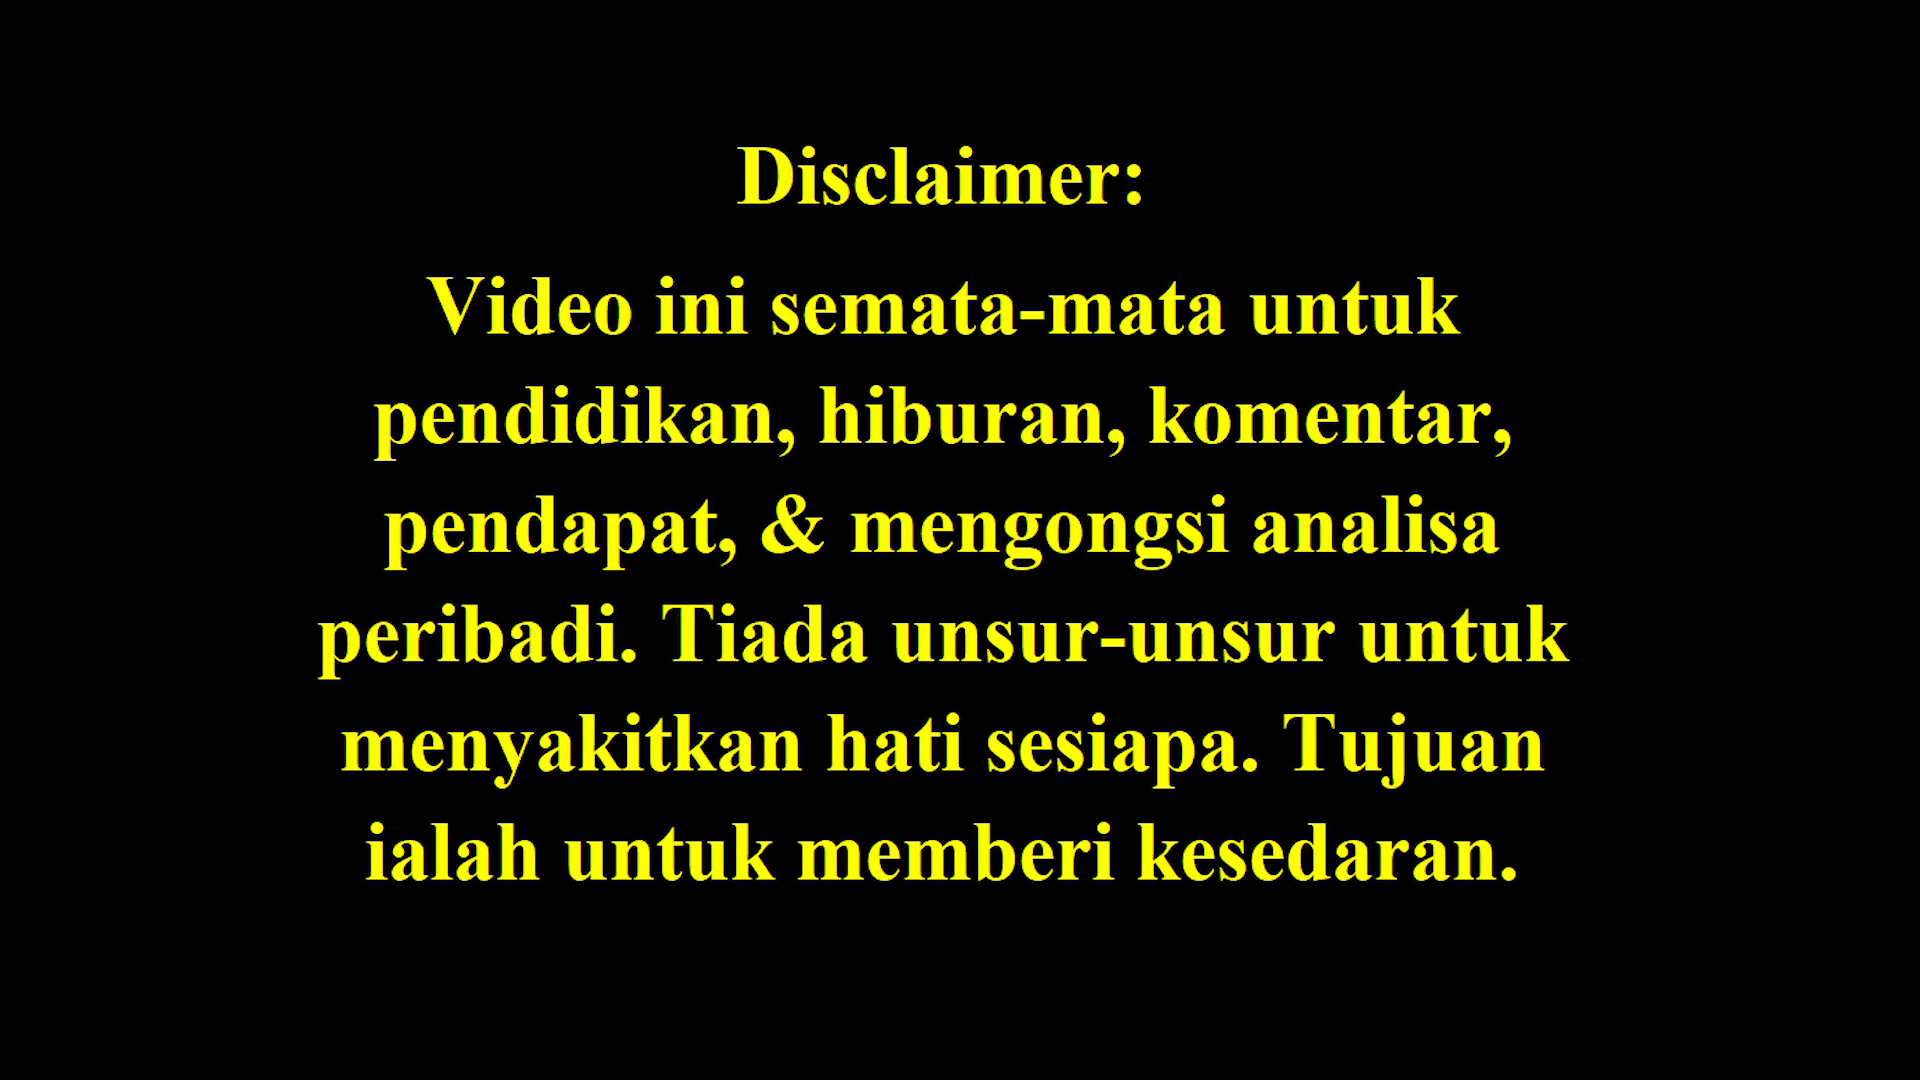 Disclaimer:
Video ini semata-mata untuk
pendidikan, hiburan, komentar,
pendapat, & mengongsi analisa
peribadi. Tiada unsur-unsur untuk
menyakitkan hati sesiapa. Tujuan
ialah untuk memberi kesedaran.